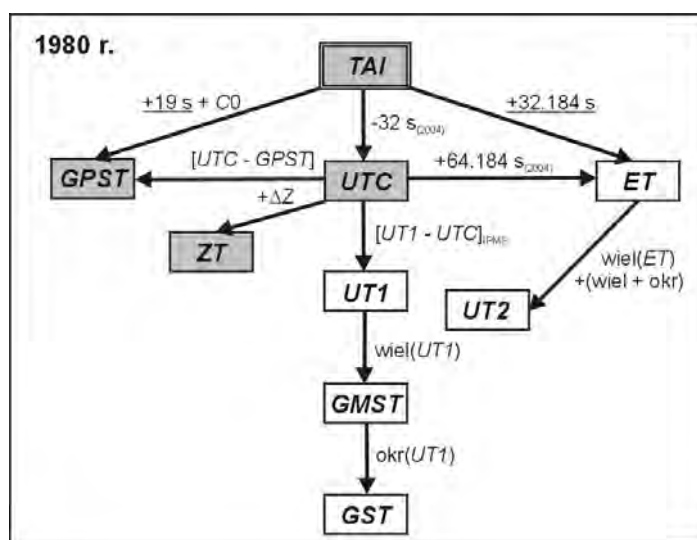 1980 r.
TAI
+19 s + C0
+32.184 s
-32 s(2004)
[UTC - GPST]
+64.184 s(2004)
GPST
UTC
ET
+ΔZ
ZT
[UT1 - UTC]
wiel(ET)
+(wiel + okr)
UT1
UT2
wiel(UT1)
GMST
okr(UT1)
GST